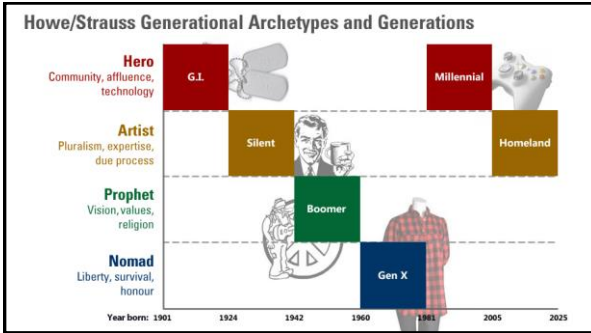 Howe/Strauss Generational Archetypes and Generations
Hero
Community, affluence,
technology
G.I.
Millennial
Artist
Pluralism, expertise,
due process
Silent
Homeland
Prophet
Vision, values,
religion
Boomer
Nomad
Liberty, survival,
honour
Gen X
Year born: 1901 1924 1942 1960 1981 2005 2025